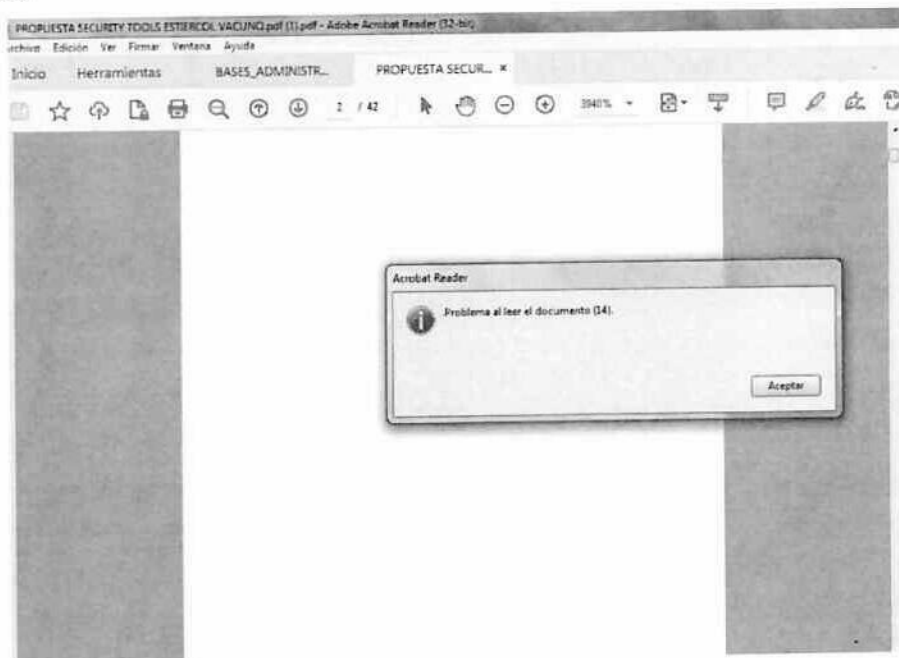 PROPUESTA SECURITY TOOLS ESTIERCOL VACUNO.pdf (1).pdf - Adobe Acrobat Reader (32-bit)
Edición Ver Firmar Ventana Ayuda
Inicio Herramientas BASES_ADMINISTR... PROPUESTA SECUR... ×
2 / 42 3940%
Acrobat Reader
Problema al leer el documento (14).
Aceptar